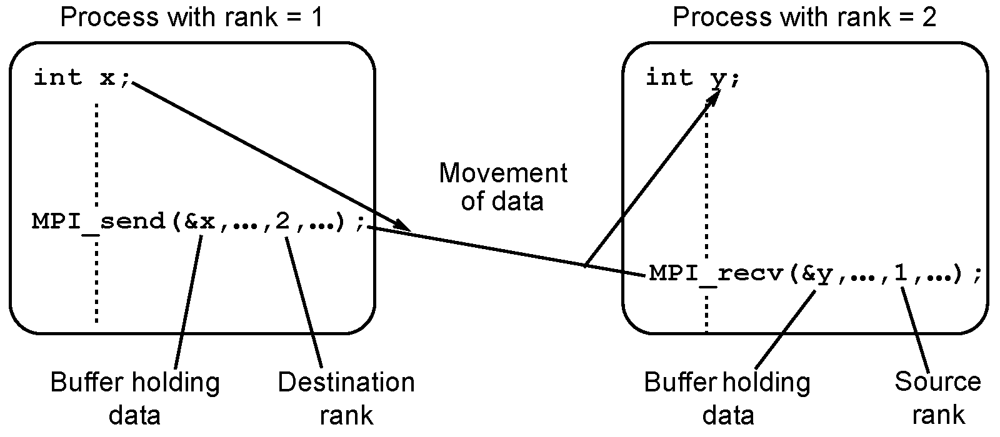 Process with rank = 1
Process with rank = 2
int x;
int y;
Movement
of data
MPI_send(&x,…,2,…);
MPI_recv(&y,…,1,…);
Buffer holding
data
Destination
rank
Buffer holding
data
Source
rank